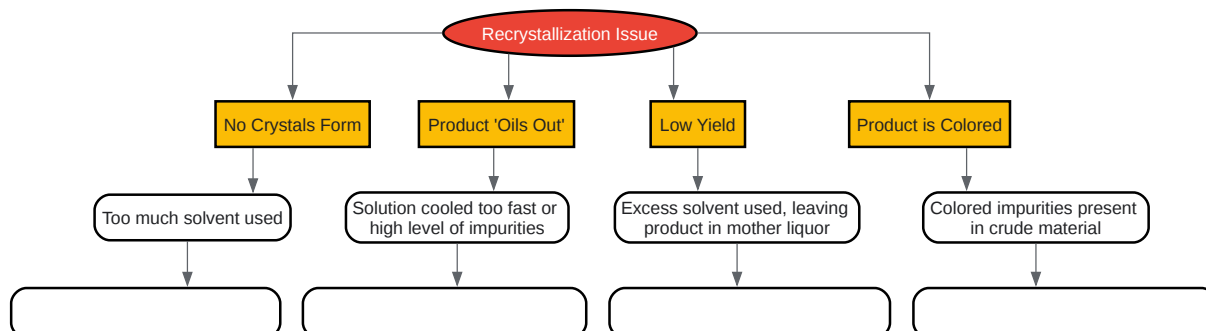 Recrystallization Issue
No Crystals Form
Product 'Oils Out'
Low Yield
Product is Colored
Too much solvent used
Solution cooled too fast or
high level of impurities
Excess solvent used, leaving
product in mother liquor
Colored impurities present
in crude material